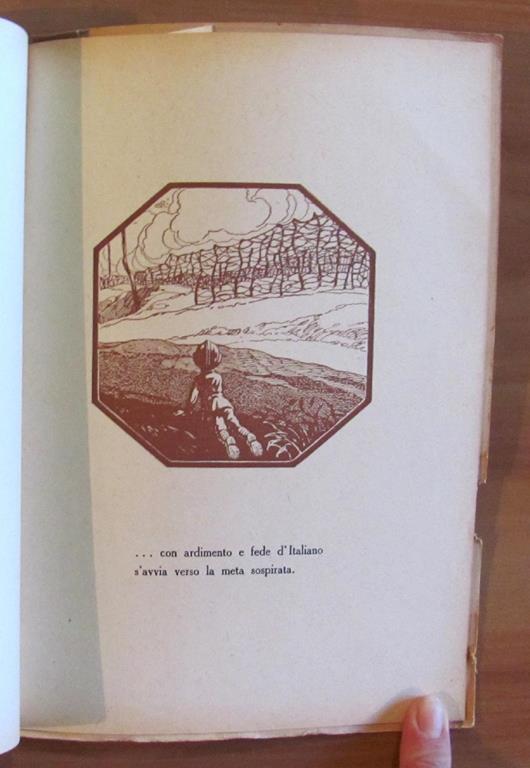 ... con ardimento e fede d'Italiano
s'avvia verso la meta sospirata.